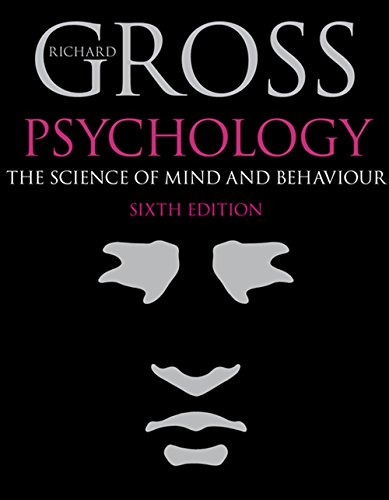 RICHARD
GROSS
PSYCHOLOGY
THE SCIENCE OF MIND AND BEHAVIOUR
SIXTH EDITION